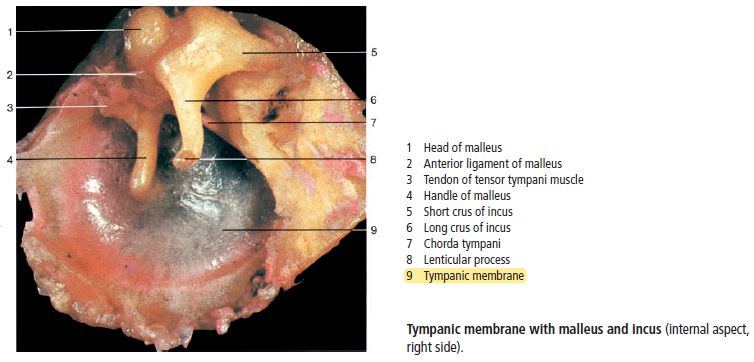 1
2
3
4
5
6
7
8
9
1 Head of malleus
2 Anterior ligament of malleus
3 Tendon of tensor tympani muscle
4 Handle of malleus
5 Short crus of incus
6 Long crus of incus
7 Chorda tympani
8 Lenticular process
9 Tympanic membrane
Tympanic membrane with malleus and incus (internal aspect,
right side).